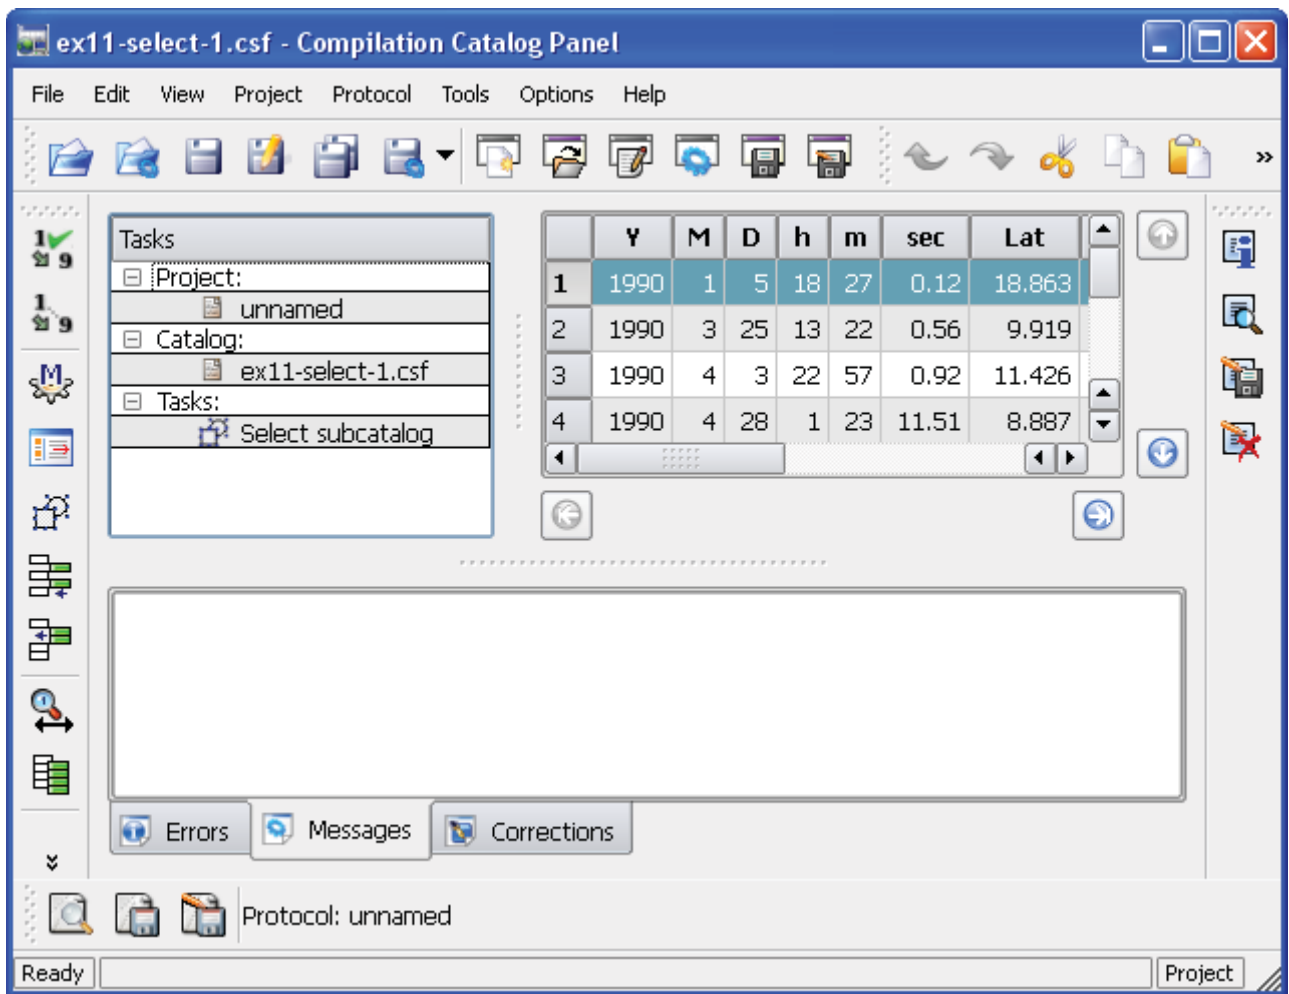 ex11-select-1.csf - Compilation Catalog Panel
File Edit View Project Protocol Tools Options Help
»
Tasks
Project:
unnamed
Catalog:
ex11-select-1.csf
Tasks:
Select subcatalog
Y M D h m sec Lat
1 1990 1 5 18 27 0.12 18.863
2 1990 3 25 13 22 0.56 9.919
3 1990 4 3 22 57 0.92 11.426
4 1990 4 28 1 23 11.51 8.887
Errors Messages Corrections
Protocol: unnamed
Ready Project